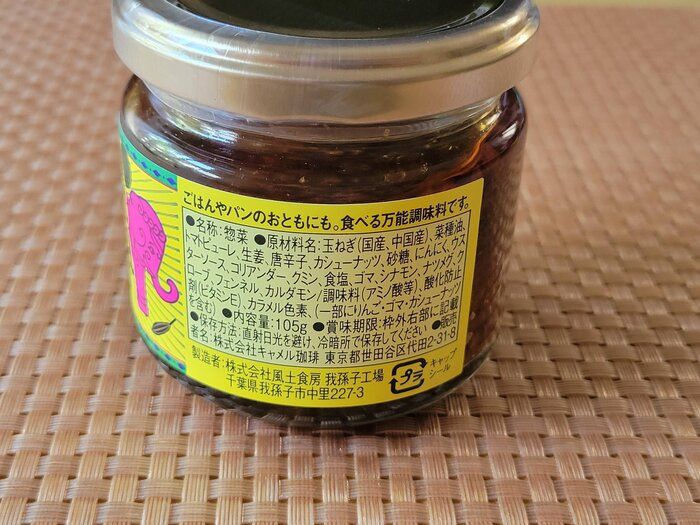 ごはんやパンのおともにも。食べる万能調味料です。
●名称:惣菜 ●原材料名:玉ねぎ(国産、中国産)、菜種油、
トマトピューレ、生姜、唐辛子、カシューナッツ、砂糖、にんにく、ウス
ターソース、コリアンダー、クミン、食塩、ゴマ、シナモン、ナツメグ、ク
ローブ、フェンネル、カルダモン/調味料(アミノ酸等)、酸化防止
剤(ビタミンE)、カラメル色素、(一部にりんご・ゴマ・カシューナッツ
を含む) ●内容量:105g ●賞味期限:枠外右部に記載
●保存方法:直射日光を避け、冷暗所で保存してください ●販売
者名:株式会社キャメル珈琲 東京都世田谷区代田2-31-8
製造者:株式会社風土食房 我孫子工場
千葉県我孫子市中里227-3
プラ
キャップ
シール